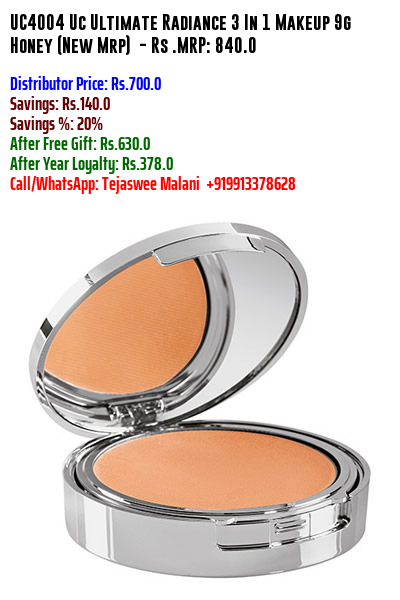 UC4004 Uc Ultimate Radiance 3 In 1 Makeup 9g
Honey (New Mrp) - Rs .MRP: 840.0
Distributor Price: Rs.700.0
Savings: Rs.140.0
Savings %: 20%
After Free Gift: Rs.630.0
After Year Loyalty: Rs.378.0
Call/WhatsApp: Tejaswee Malani +919913378628